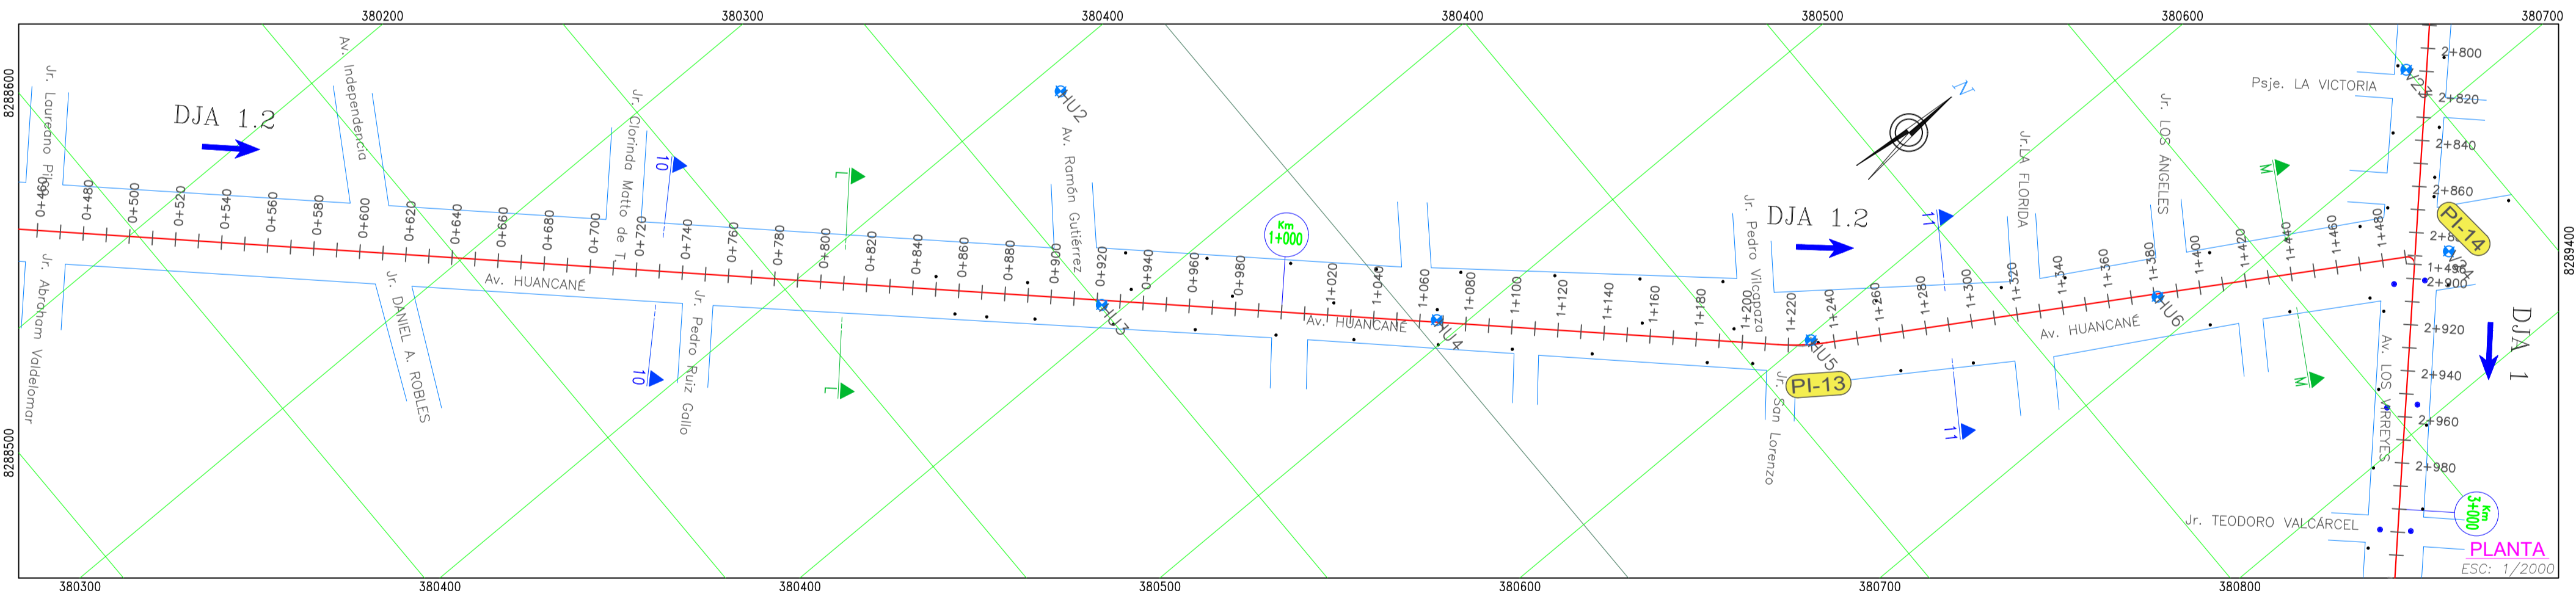 380200
380300
380400
380400
380500
380600
380700
8288600
8288500
8289400
Jr. Laureano Pino
Av. Independencia
DJA 1.2
Jr. Clorinda Matto de T.
10
L
HU2
Av. Ramón Gutiérrez
Km
1+000
N
Jr. Pedro Vilcapaza
DJA 1.2
11
Jr.LA FLORIDA
Jr. LOS ÁNGELES
M
Psje. LA VICTORIA
V23
2+800
2+820
2+840
2+860
PI-14
0+460
0+480
0+500
0+520
0+540
0+560
0+580
0+600
0+620
0+640
0+660
0+680
0+700
0+720
0+740
0+760
0+780
0+800
0+820
0+840
0+860
0+880
0+900
0+920
0+940
0+960
0+980
1+020
1+040
1+060
1+080
1+100
1+120
1+140
1+160
1+180
1+200
1+220
1+240
1+260
1+280
1+300
1+320
1+340
1+360
1+380
1+400
1+420
1+440
1+460
1+480
1+496
2+900
2+920
2+940
2+960
2+980
Jr. Abraham Valdelomar
Jr. DANIEL A. ROBLES
Av. HUANCANÉ
10
Jr. Pedro Ruiz Gallo
L
HU3
Av. HUANCANÉ
HU4
HU5
PI-13
Jr. San Lorenzo
11
Av. HUANCANÉ
HU6
M
Av. LOS VIRREYES
DJA 1
Jr. TEODORO VALCÁRCEL
Km
3+000
PLANTA
ESC: 1/2000
380300
380400
380400
380500
380600
380700
380800